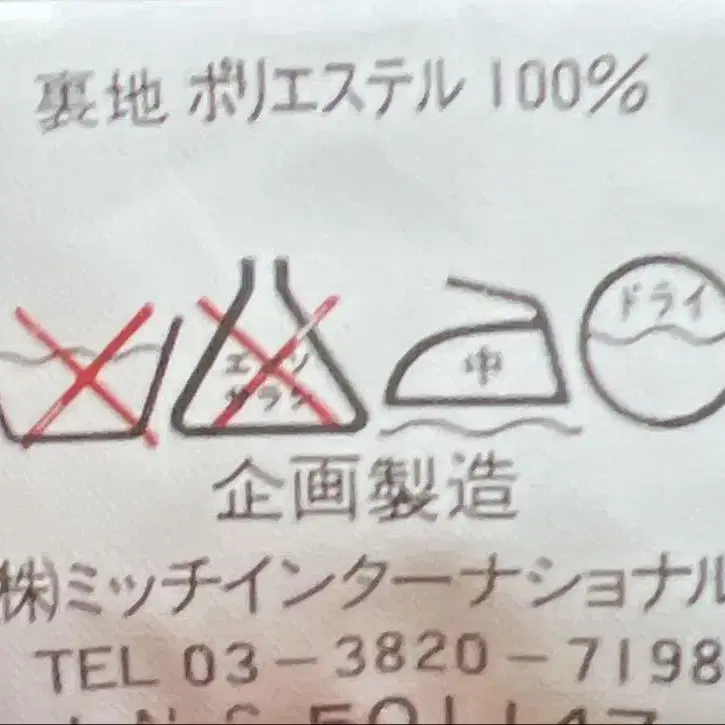 裏地 ポリエステル 100%
エンソ
サラシ
中
ドライ
企画製造
㈱ミッチインターナショナル
TEL 03-3820-7198